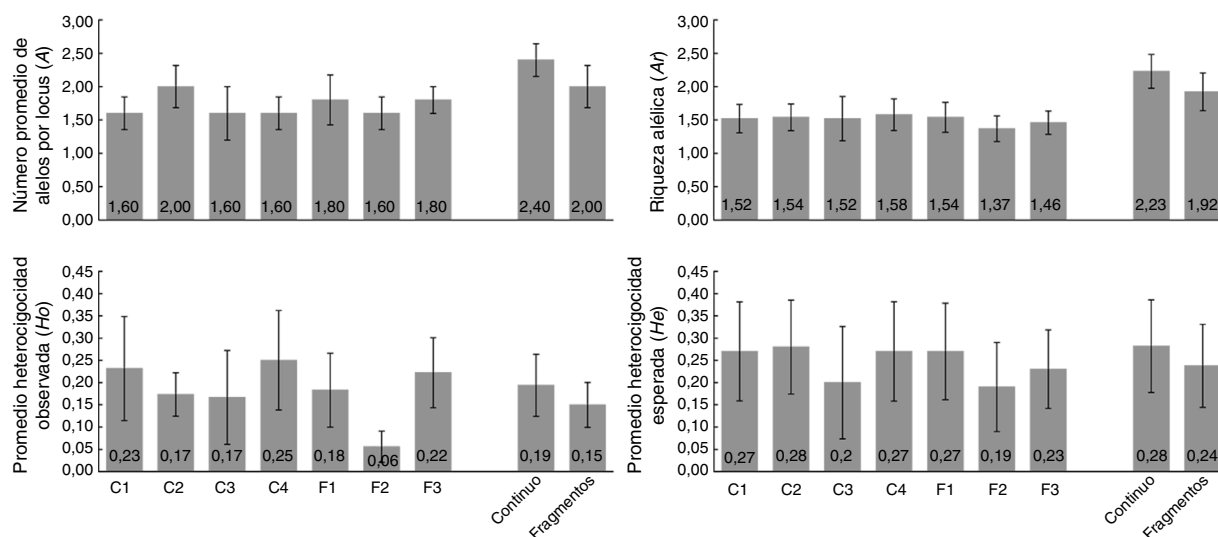 Número promedio de
alelos por locus (A)
3,00
2,50
2,00
1,50
1,00
0,50
0,00
1,60
2,00
1,60
1,60
1,80
1,60
1,80
2,40
2,00
Riqueza alélica (Ar)
3,00
2,50
2,00
1,50
1,00
0,50
0,00
1,52
1,54
1,52
1,58
1,54
1,37
1,46
2,23
1,92
Promedio heterocigocidad
observada (Ho)
0,45
0,40
0,35
0,30
0,25
0,20
0,15
0,10
0,05
0,00
0,23
0,17
0,17
0,25
0,18
0,06
0,22
0,19
0,15
C1
C2
C3
C4
F1
F2
F3
Continuo
Fragmentos
Promedio heterocigocidad
esperada (He)
0,45
0,40
0,35
0,30
0,25
0,20
0,15
0,10
0,05
0,00
0,27
0,28
0,2
0,27
0,27
0,19
0,23
0,28
0,24
C1
C2
C3
C4
F1
F2
F3
Continuo
Fragmentos